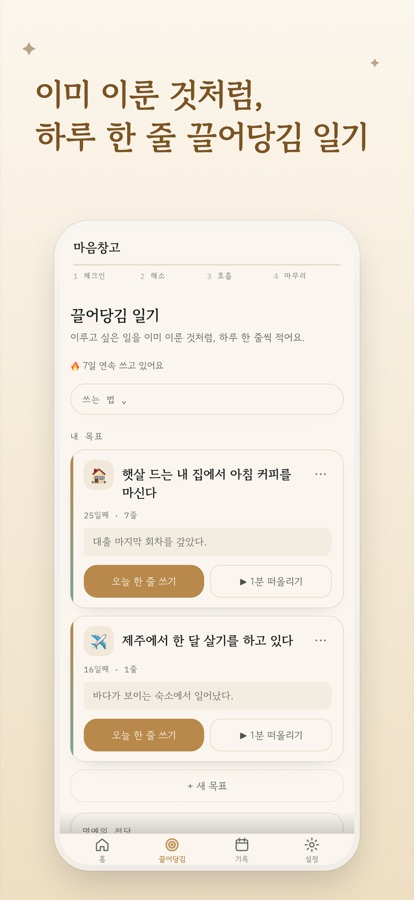 이미 이룬 것처럼,
하루 한 줄 끌어당김 일기
마음창고
1 체크인 2 해소 3 호흡 4 마무리
끌어당김 일기
이루고 싶은 일을 이미 이룬 것처럼, 하루 한 줄씩 적어요.
🔥 7일 연속 쓰고 있어요
쓰는 법 ⌄
내 목표
햇살 드는 내 집에서 아침 커피를 ···
마신다
25일째 · 7줄
대출 마지막 회차를 갚았다.
오늘 한 줄 쓰기 ▶ 1분 떠올리기
제주에서 한 달 살기를 하고 있다 ···
16일째 · 1줄
바다가 보이는 숙소에서 일어났다.
오늘 한 줄 쓰기 ▶ 1분 떠올리기
+ 새 목표
명예의 전당
홈 끌어당김 기록 설정